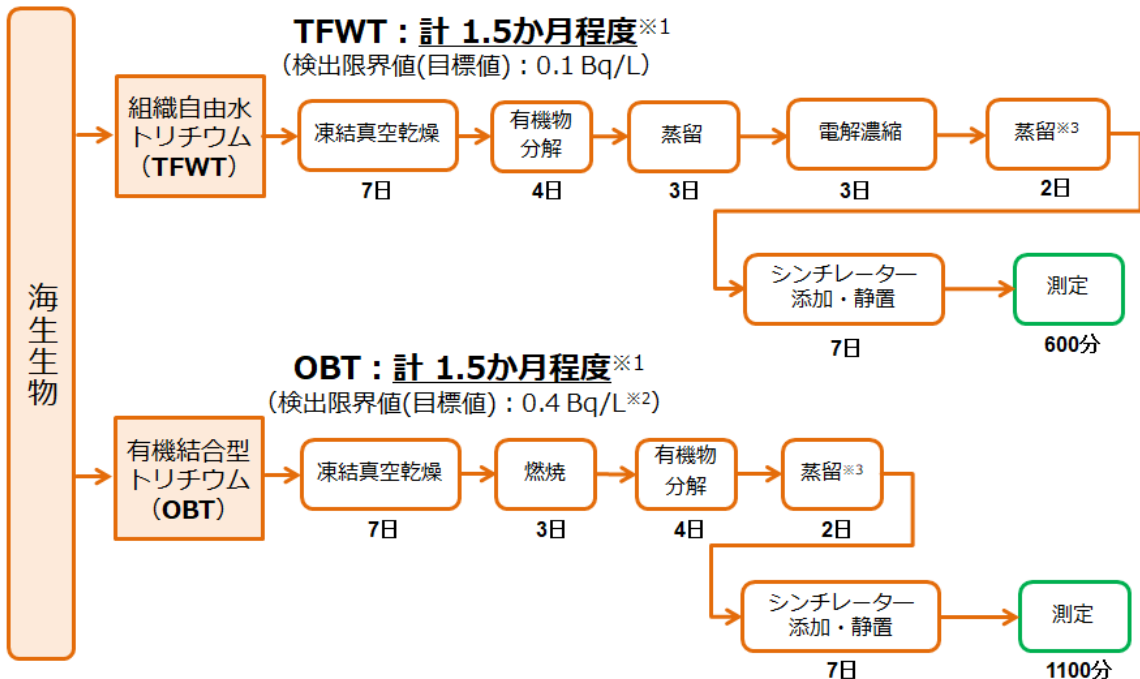 海生生物
TFWT：計 1.5か月程度※1
（検出限界値(目標値)：0.1 Bq/L）
組織自由水
トリチウム
（TFWT）
凍結真空乾燥
7日
有機物
分解
4日
蒸留
3日
電解濃縮
3日
蒸留※3
2日
シンチレーター
添加・静置
7日
測定
600分
OBT：計 1.5か月程度※1
（検出限界値(目標値)：0.4 Bq/L※2）
有機結合型
トリチウム
（OBT）
凍結真空乾燥
7日
燃焼
3日
有機物
分解
4日
蒸留※3
2日
シンチレーター
添加・静置
7日
測定
1100分